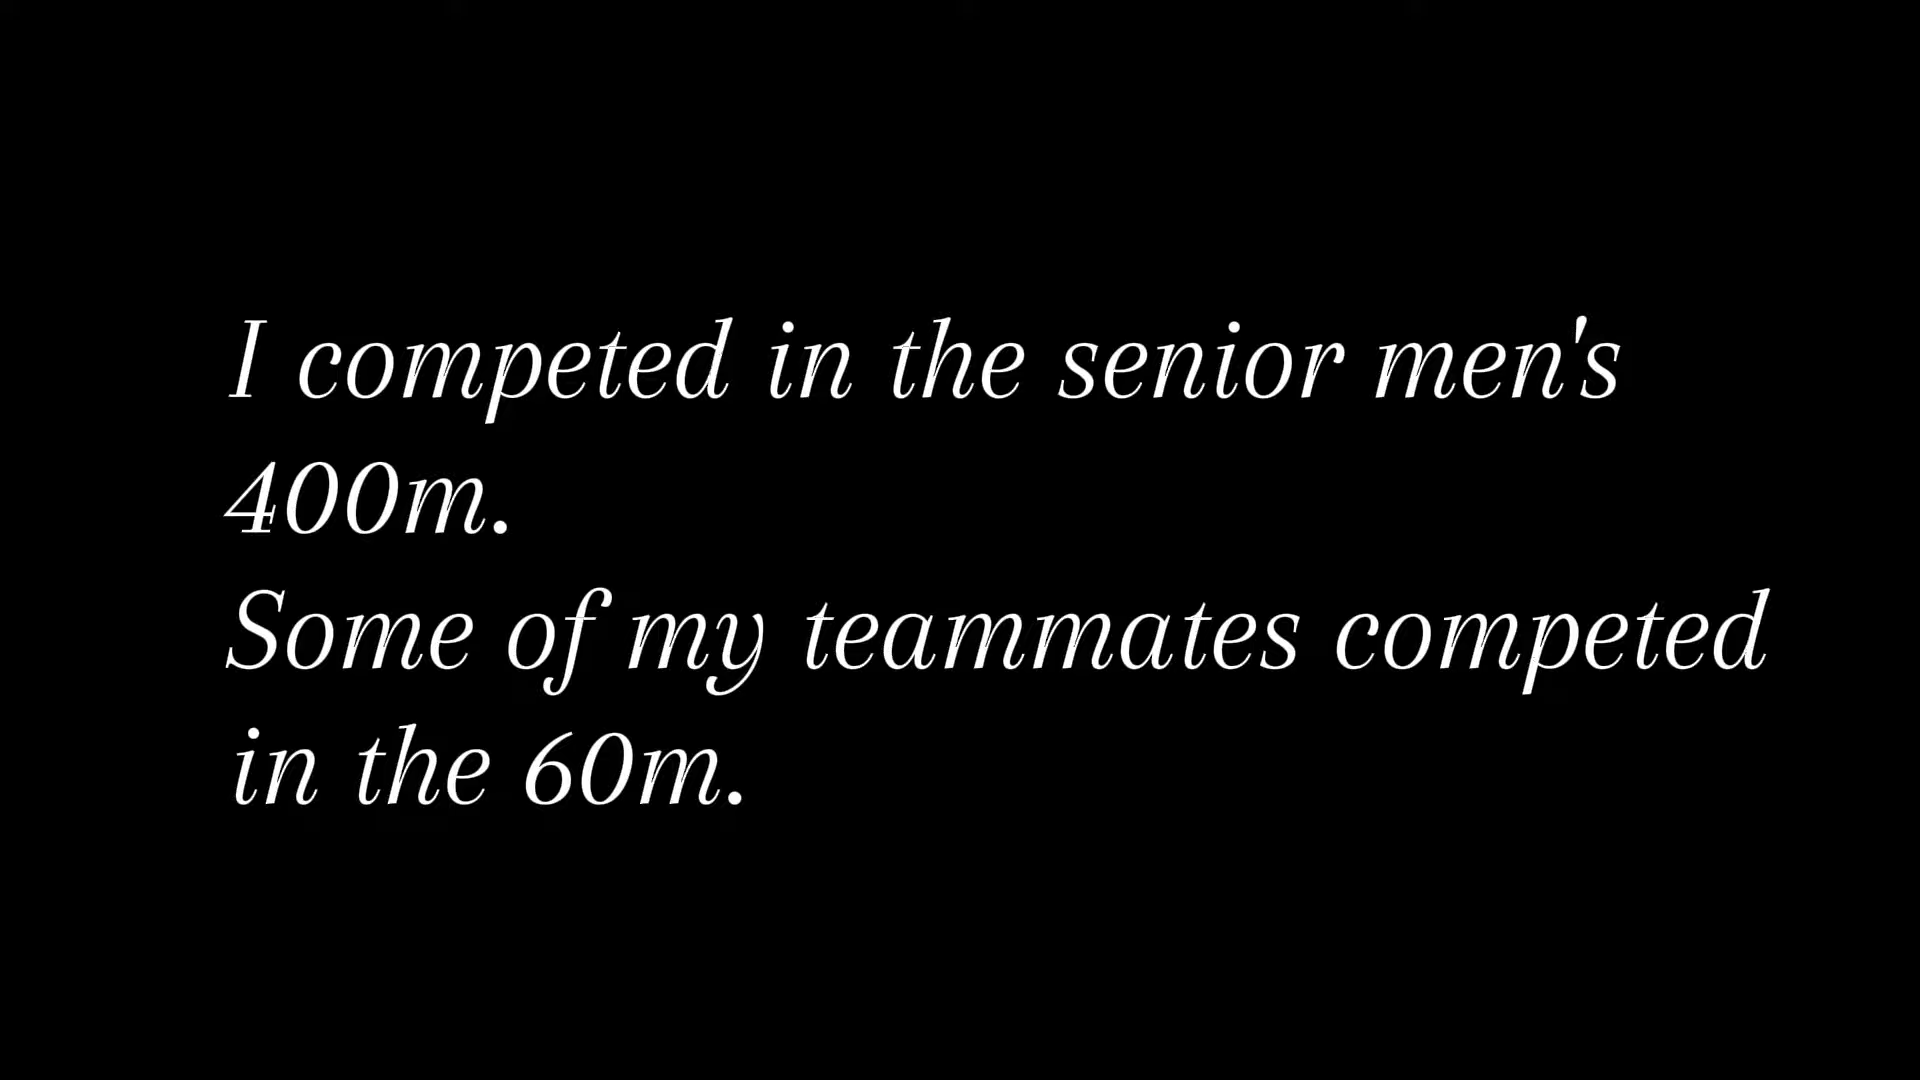 I competed in the senior men's
400m.
Some of my teammates competed
in the 60m.